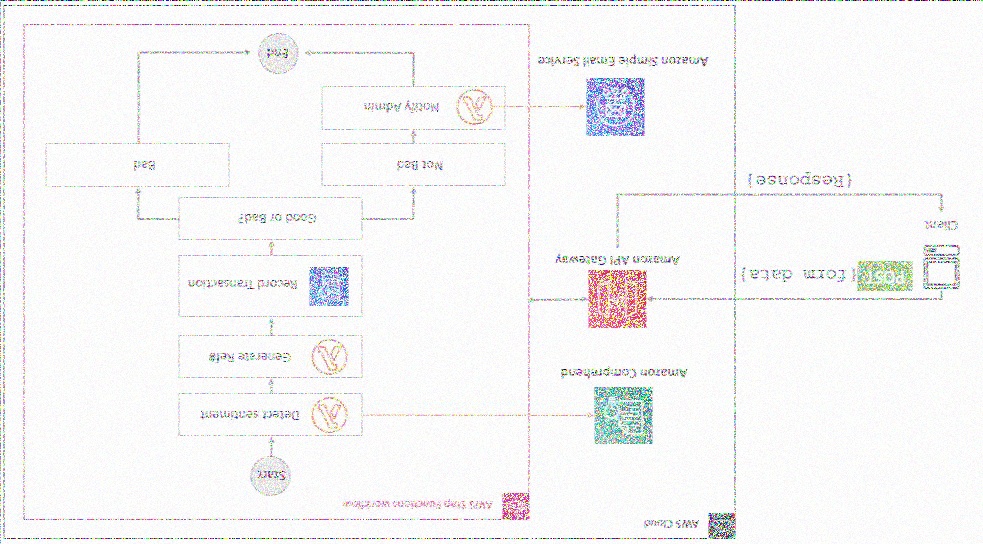 AWS Cloud
AWS Step Functions workflow
Start
Amazon Comprehend
Detect sentiment
Generate Ref#
POST
{form data}
Amazon API Gateway
Record Transaction
Client
{Response}
Good or Bad?
Not Bad
Bad
Notify Admin
Amazon Simple Email Service
End